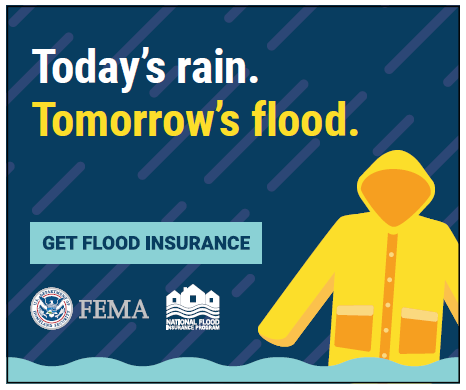 Today's rain.
Tomorrow's flood.
GET FLOOD INSURANCE
FEMA
NATIONAL FLOOD
INSURANCE PROGRAM